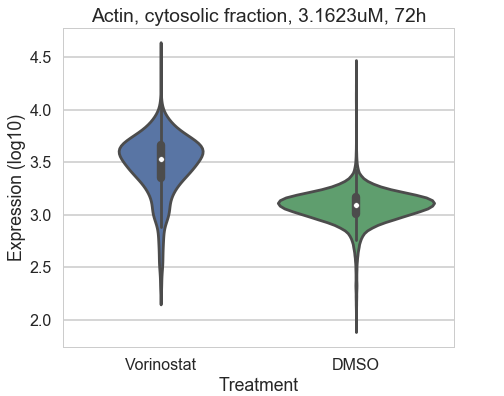 Actin, cytosolic fraction, 3.1623uM, 72h
Expression (log10)
4.5
4.0
3.5
3.0
2.5
2.0
Vorinostat DMSO
Treatment